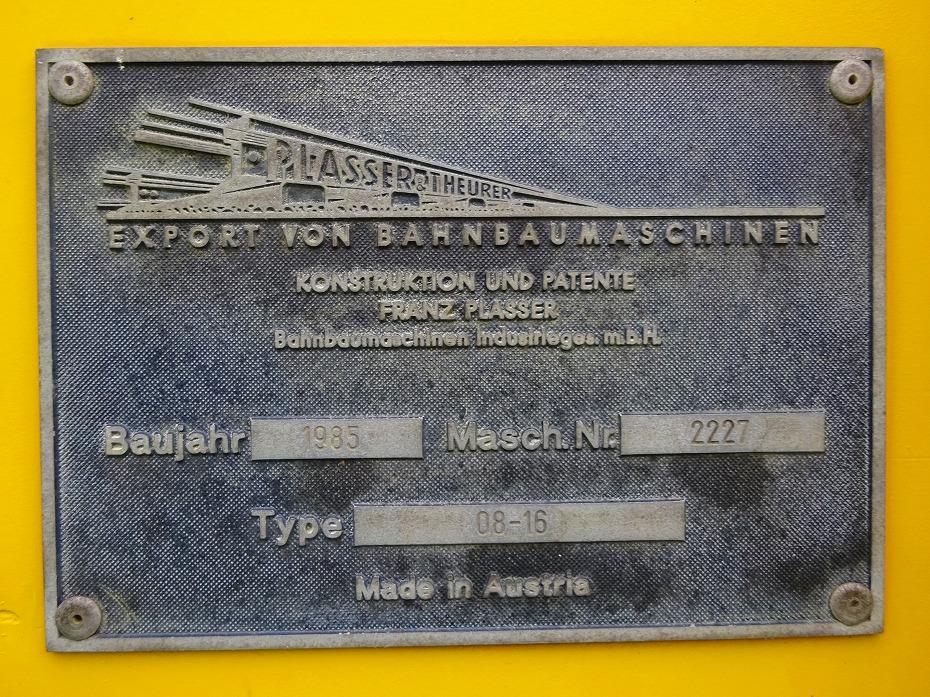 PLASSER & THEURER
EXPORT VON BAHNBAUMASCHINEN
KONSTRUKTION UND PATENTE
FRANZ PLASSER
Bahnbaumaschinen Industrieges. m.b.H.
Baujahr 1985 Masch.Nr. 2227
Type 08-16
Made in Austria